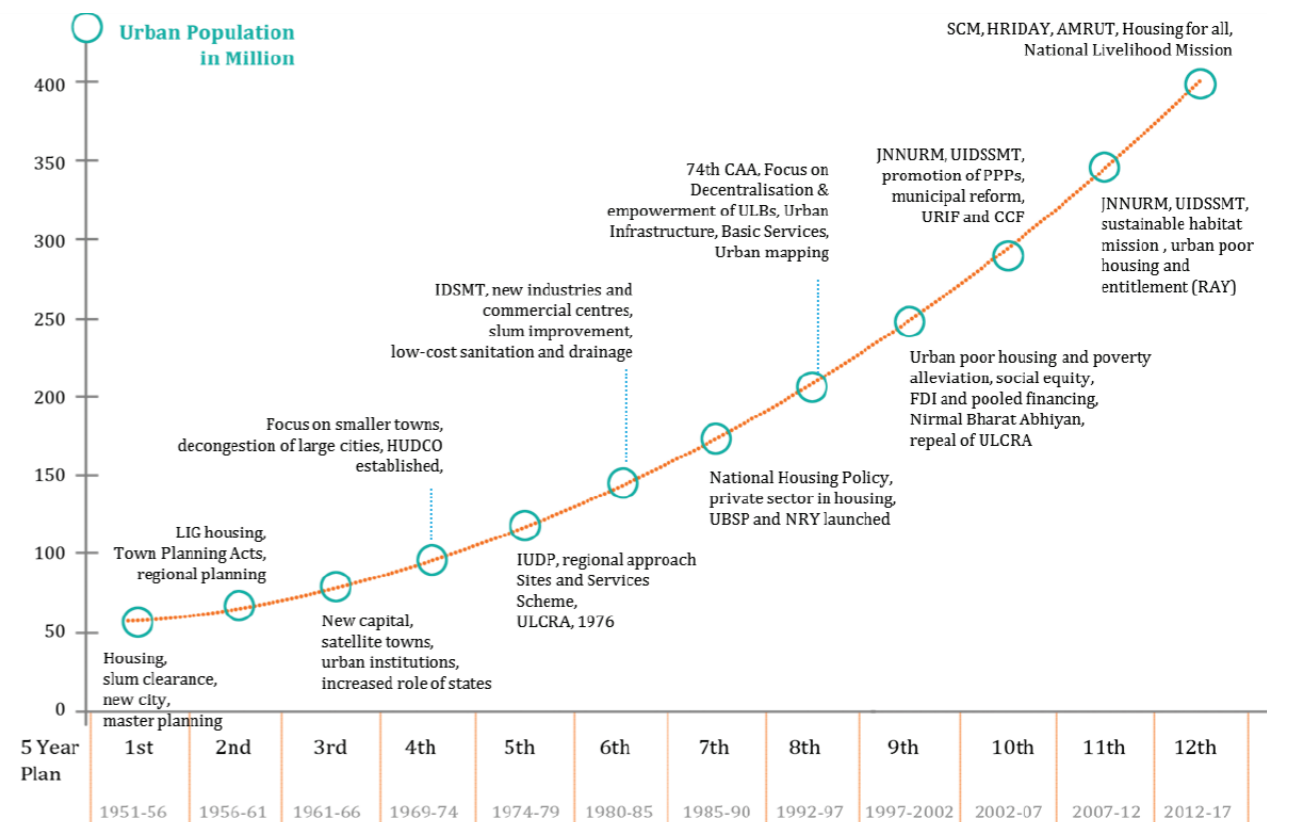 Urban Population
in Million
SCM, HRIDAY, AMRUT, Housing for all,
National Livelihood Mission
400
350
300
250
200
150
100
50
0
JNNURM, UIDSSMT,
promotion of PPPs,
municipal reform,
URIF and CCF
74th CAA, Focus on
Decentralisation &
empowerment of ULBs, Urban
Infrastructure, Basic Services,
Urban mapping
JNNURM, UIDSSMT,
sustainable habitat
mission , urban poor
housing and
entitlement (RAY)
IDSMT, new industries and
commercial centres,
slum improvement,
low-cost sanitation and drainage
Urban poor housing and poverty
alleviation, social equity,
FDI and pooled financing,
Nirmal Bharat Abhiyan,
repeal of ULCRA
Focus on smaller towns,
decongestion of large cities, HUDCO
established,
National Housing Policy,
private sector in housing,
UBSP and NRY launched
LIG housing,
Town Planning Acts,
regional planning
IUDP, regional approach
Sites and Services
Scheme,
ULCRA, 1976
New capital,
satellite towns,
urban institutions,
increased role of states
Housing,
slum clearance,
new city,
master planning
5 Year
Plan
1st
2nd
3rd
4th
5th
6th
7th
8th
9th
10th
11th
12th
1951-56
1956-61
1961-66
1969-74
1974-79
1980-85
1985-90
1992-97
1997-2002
2002-07
2007-12
2012-17